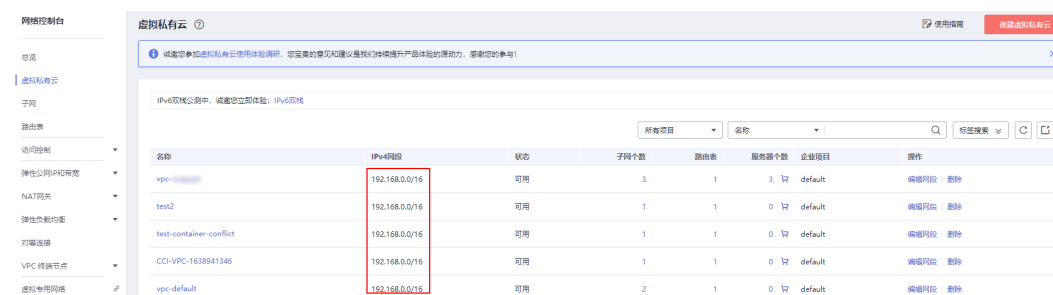 网络控制台
虚拟私有云
使用指南
创建虚拟私有云
总览
虚拟私有云
子网
路由表
访问控制
弹性公网IP和带宽
NAT网关
弹性负载均衡
对等连接
VPC 终端节点
虚拟专用网络
诚邀您参加虚拟私有云使用体验调研，您宝贵的意见和建议是我们持续提升产品体验的源动力，感谢您的参与！
IPv6双栈公测中，诚邀您立即体验：IPv6双栈
所有项目 名称 标签搜索
名称 IPv4网段 状态 子网个数 路由表 服务器个数 企业项目 操作
vpc- 192.168.0.0/16 可用 3 1 3 default 编辑网段 删除
test2 192.168.0.0/16 可用 1 1 0 default 编辑网段 删除
test-container-conflict 192.168.0.0/16 可用 1 1 0 default 编辑网段 删除
CCI-VPC-1638941346 192.168.0.0/16 可用 1 1 0 default 编辑网段 删除
vpc-default 192.168.0.0/16 可用 2 1 0 default 编辑网段 删除